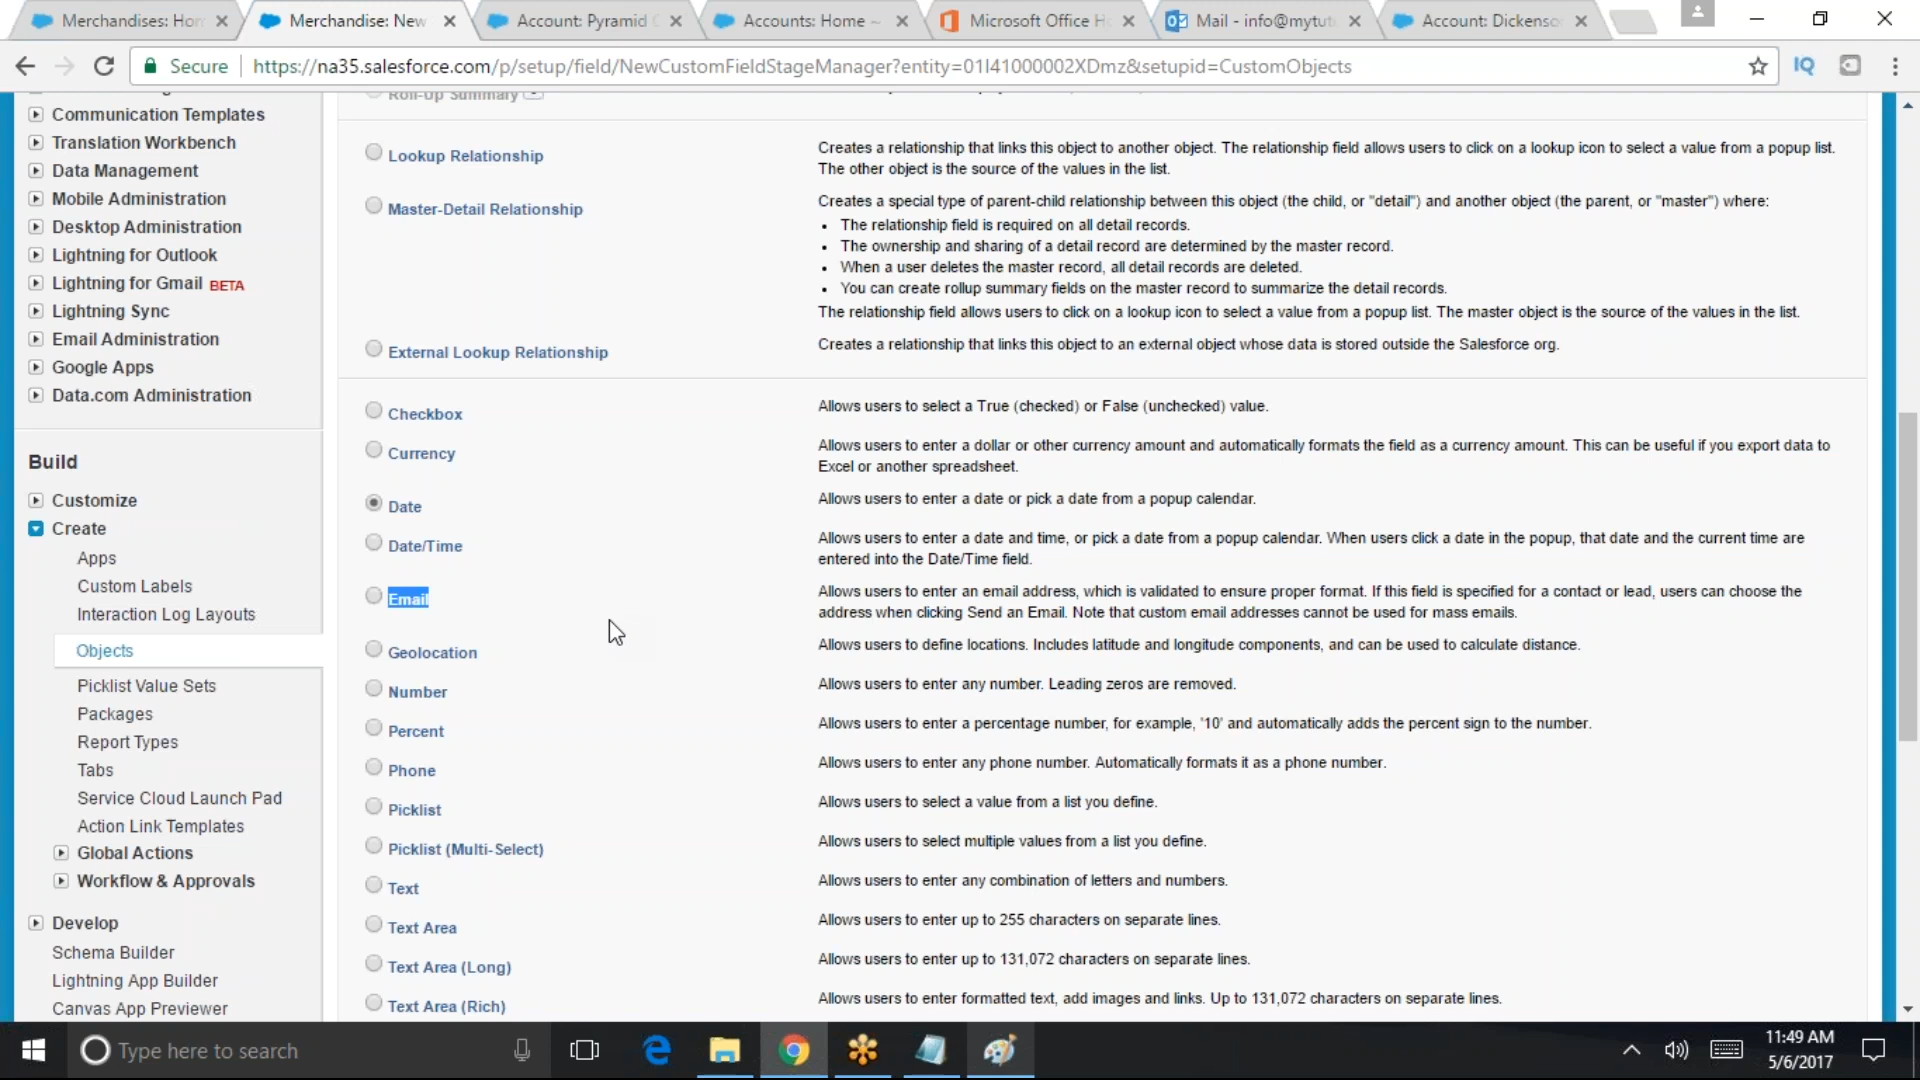 Merchandises: Hom
Merchandise: New
Account: Pyramid C
Accounts: Home ~
Microsoft Office H
Mail - info@mytut
Account: Dickenso
Secure
https://na35.salesforce.com/p/setup/field/NewCustomFieldStageManager?entity=01I41000002XDmz&setupid=CustomObjects
Communication Templates
Translation Workbench
Data Management
Mobile Administration
Desktop Administration
Lightning for Outlook
Lightning for Gmail BETA
Lightning Sync
Email Administration
Google Apps
Data.com Administration
Build
Customize
Create
Apps
Custom Labels
Interaction Log Layouts
Objects
Picklist Value Sets
Packages
Report Types
Tabs
Service Cloud Launch Pad
Action Link Templates
Global Actions
Workflow & Approvals
Develop
Schema Builder
Lightning App Builder
Canvas App Previewer
Roll-Up Summary
Lookup Relationship
Creates a relationship that links this object to another object. The relationship field allows users to click on a lookup icon to select a value from a popup list.
The other object is the source of the values in the list.
Master-Detail Relationship
Creates a special type of parent-child relationship between this object (the child, or "detail") and another object (the parent, or "master") where:
• The relationship field is required on all detail records.
• The ownership and sharing of a detail record are determined by the master record.
• When a user deletes the master record, all detail records are deleted.
• You can create rollup summary fields on the master record to summarize the detail records.
The relationship field allows users to click on a lookup icon to select a value from a popup list. The master object is the source of the values in the list.
External Lookup Relationship
Creates a relationship that links this object to an external object whose data is stored outside the Salesforce org.
Checkbox
Allows users to select a True (checked) or False (unchecked) value.
Currency
Allows users to enter a dollar or other currency amount and automatically formats the field as a currency amount. This can be useful if you export data to
Excel or another spreadsheet.
Date
Allows users to enter a date or pick a date from a popup calendar.
Date/Time
Allows users to enter a date and time, or pick a date from a popup calendar. When users click a date in the popup, that date and the current time are
entered into the Date/Time field.
Email
Allows users to enter an email address, which is validated to ensure proper format. If this field is specified for a contact or lead, users can choose the
address when clicking Send an Email. Note that custom email addresses cannot be used for mass emails.
Geolocation
Allows users to define locations. Includes latitude and longitude components, and can be used to calculate distance.
Number
Allows users to enter any number. Leading zeros are removed.
Percent
Allows users to enter a percentage number, for example, '10' and automatically adds the percent sign to the number.
Phone
Allows users to enter any phone number. Automatically formats it as a phone number.
Picklist
Allows users to select a value from a list you define.
Picklist (Multi-Select)
Allows users to select multiple values from a list you define.
Text
Allows users to enter any combination of letters and numbers.
Text Area
Allows users to enter up to 255 characters on separate lines.
Text Area (Long)
Allows users to enter up to 131,072 characters on separate lines.
Text Area (Rich)
Allows users to enter formatted text, add images and links. Up to 131,072 characters on separate lines.
Type here to search
11:49 AM
5/6/2017